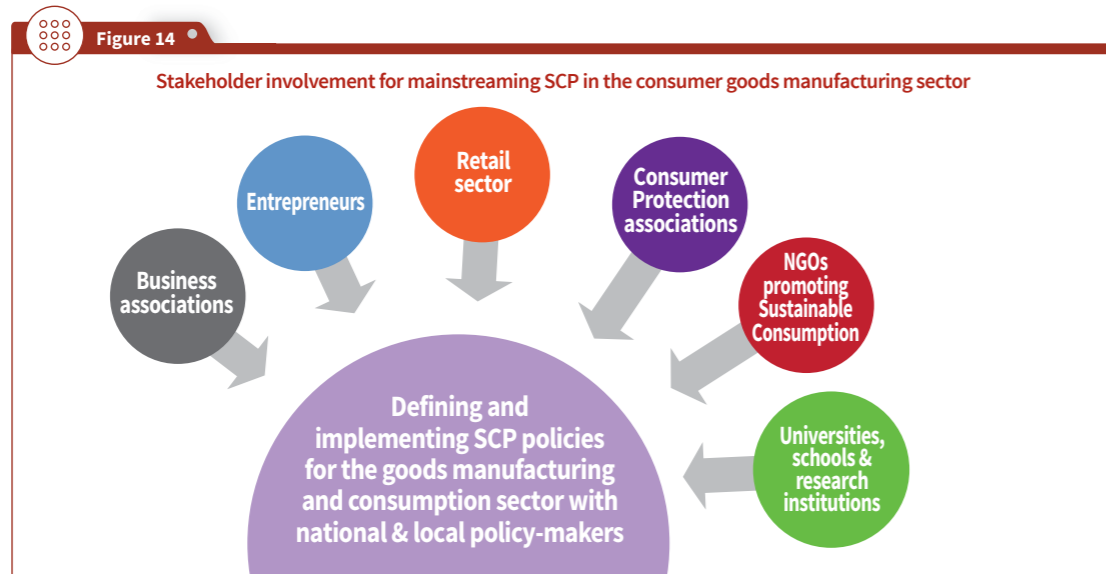 Figure 14
Stakeholder involvement for mainstreaming SCP in the consumer goods manufacturing sector
Business
associations
Entrepreneurs
Retail
sector
Consumer
Protection
associations
NGOs
promoting
Sustainable
Consumption
Universities,
schools &
research
institutions
Defining and
implementing SCP policies
for the goods manufacturing
and consumption sector with
national & local policy-makers